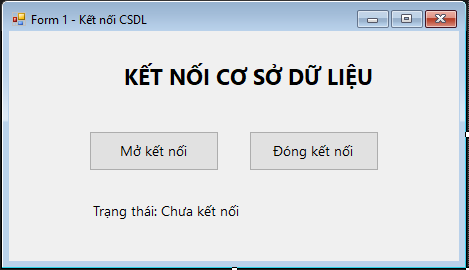 Form 1 - Kết nối CSDL
KẾT NỐI CƠ SỞ DỮ LIỆU
Mở kết nối Đóng kết nối
Trạng thái: Chưa kết nối